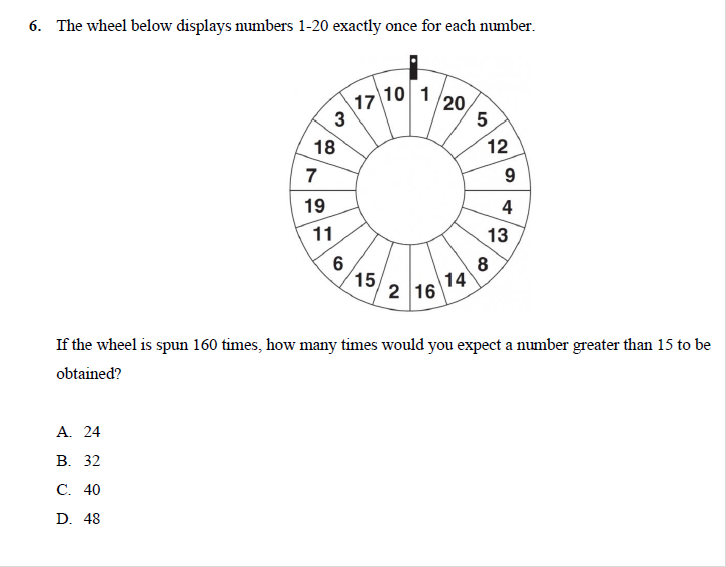 6. The wheel below displays numbers 1-20 exactly once for each number.
10 1
17 20
3 5
18 12
7 9
19 4
11 13
6 8
15 14
2 16
If the wheel is spun 160 times, how many times would you expect a number greater than 15 to be
obtained?
A. 24
B. 32
C. 40
D. 48